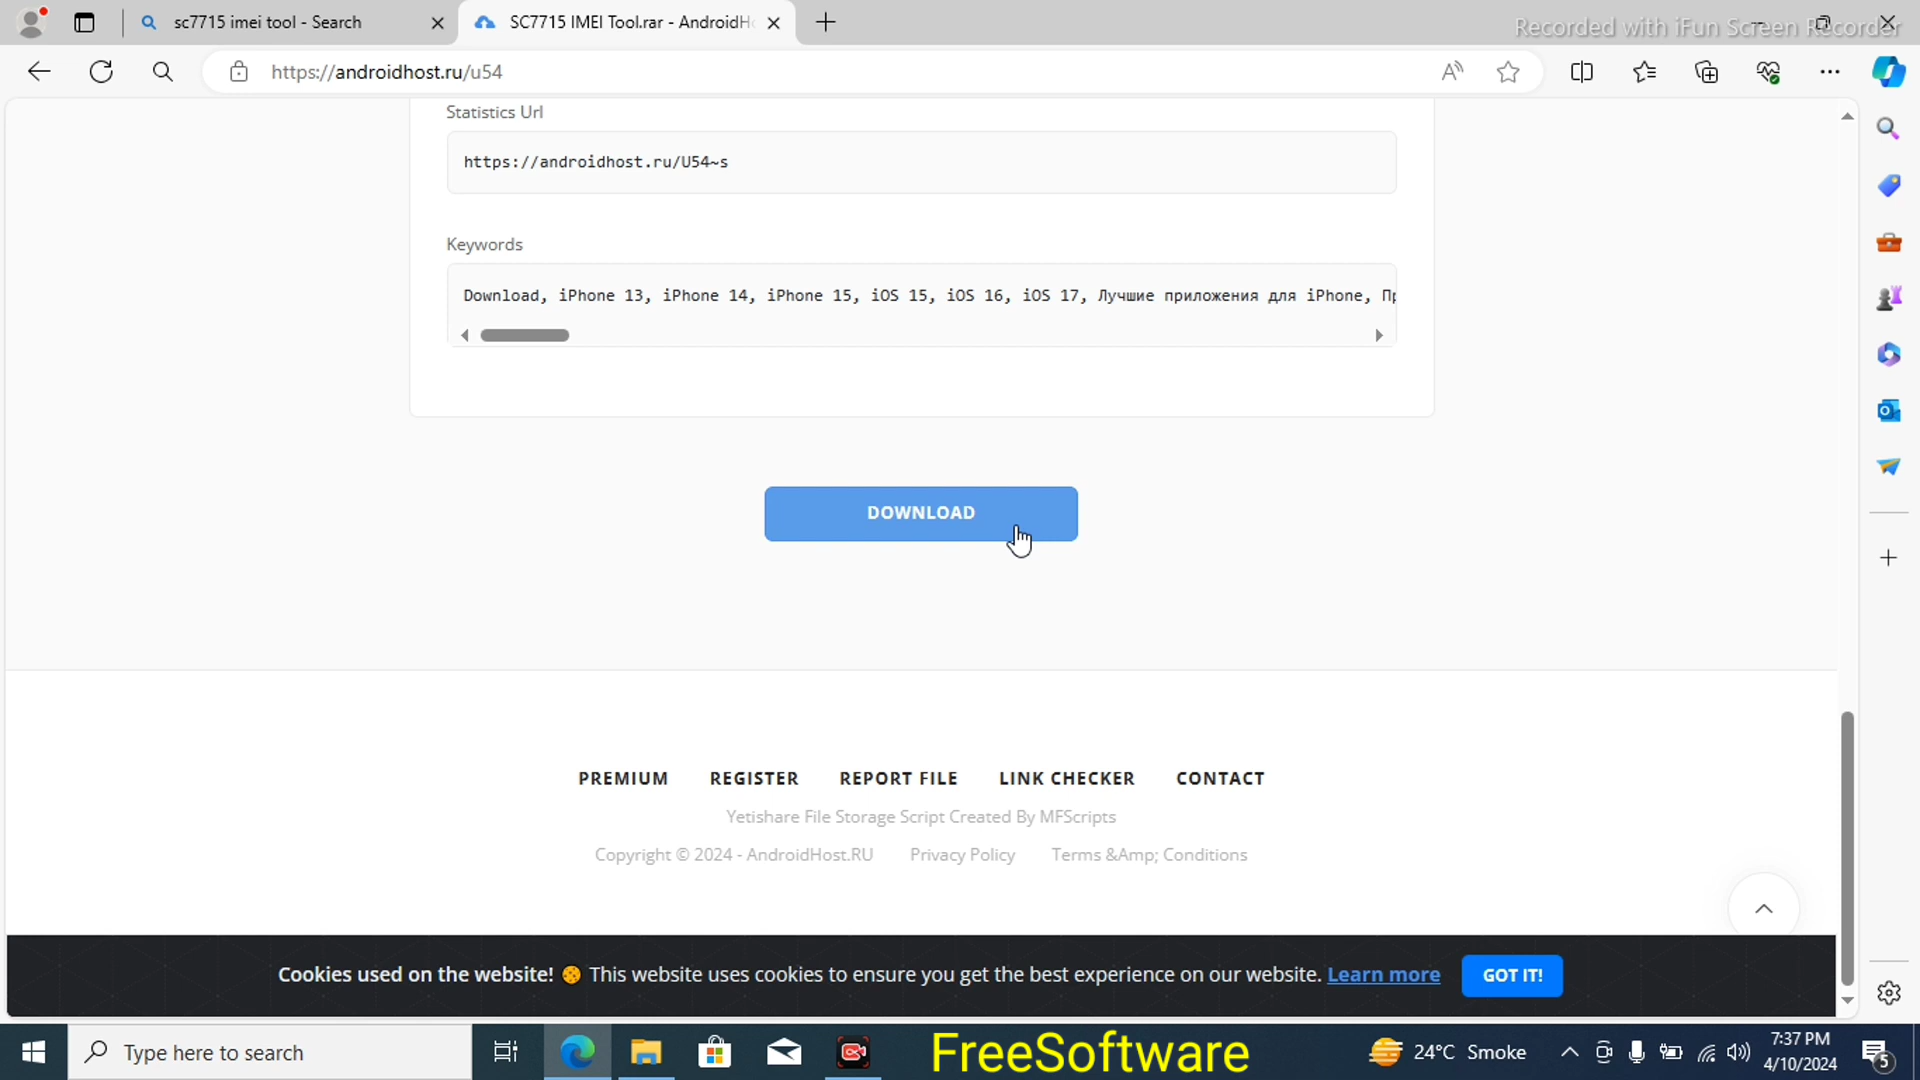 sc7715 imei tool - Search
SC7715 IMEI Tool.rar - AndroidHo
Recorded with iFun Screen Recorder
https://androidhost.ru/u54
Statistics Url
https://androidhost.ru/U54~s
Keywords
Download, iPhone 13, iPhone 14, iPhone 15, iOS 15, iOS 16, iOS 17, Лучшие приложения для iPhone, Пр
DOWNLOAD
PREMIUM REGISTER REPORT FILE LINK CHECKER CONTACT
Yetishare File Storage Script Created By MFScripts
Copyright © 2024 - AndroidHost.RU Privacy Policy Terms &Amp; Conditions
Cookies used on the website! 🍪 This website uses cookies to ensure you get the best experience on our website. Learn more GOT IT!
Type here to search
FreeSoftware
24°C Smoke
7:37 PM
4/10/2024
5